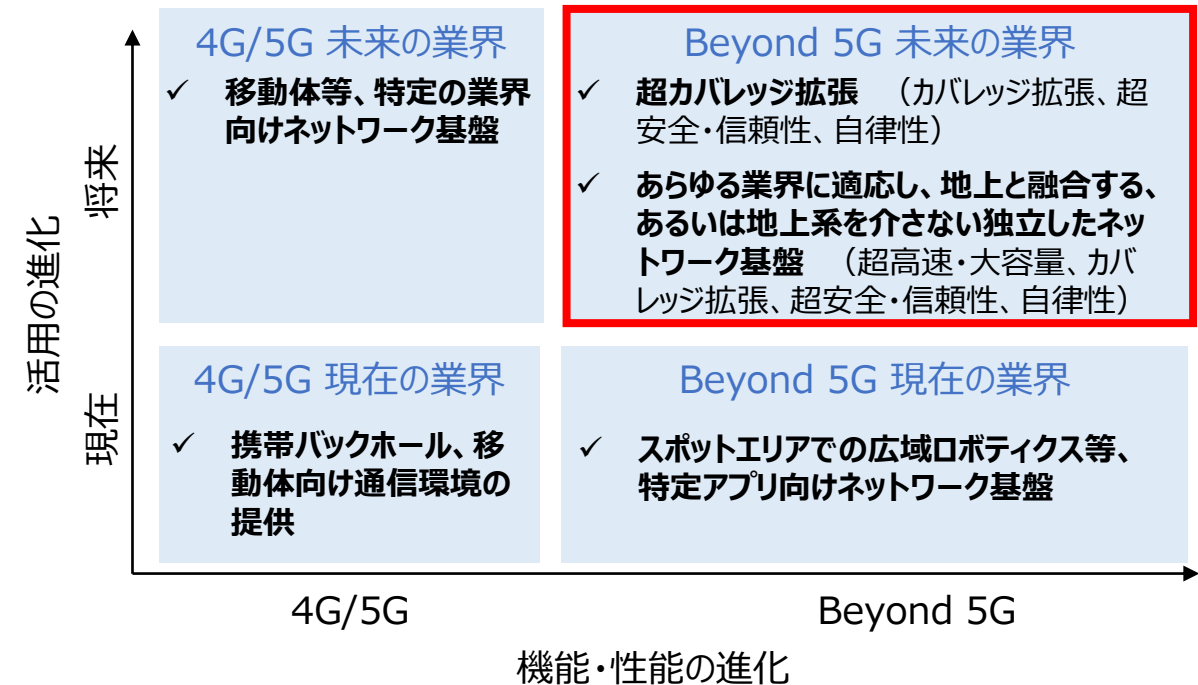 4G/5G 未来の業界
✓ 移動体等、特定の業界
向けネットワーク基盤
Beyond 5G 未来の業界
✓ 超カバレッジ拡張 （カバレッジ拡張、超
安全・信頼性、自律性）
✓ あらゆる業界に適応し、地上と融合する、
あるいは地上系を介さない独立したネッ
トワーク基盤 （超高速・大容量、カバ
レッジ拡張、超安全・信頼性、自律性）
活用の進化
将来
現在
4G/5G 現在の業界
✓ 携帯バックホール、移
動体向け通信環境の
提供
Beyond 5G 現在の業界
✓ スポットエリアでの広域ロボティクス等、
特定アプリ向けネットワーク基盤
4G/5G
Beyond 5G
機能・性能の進化